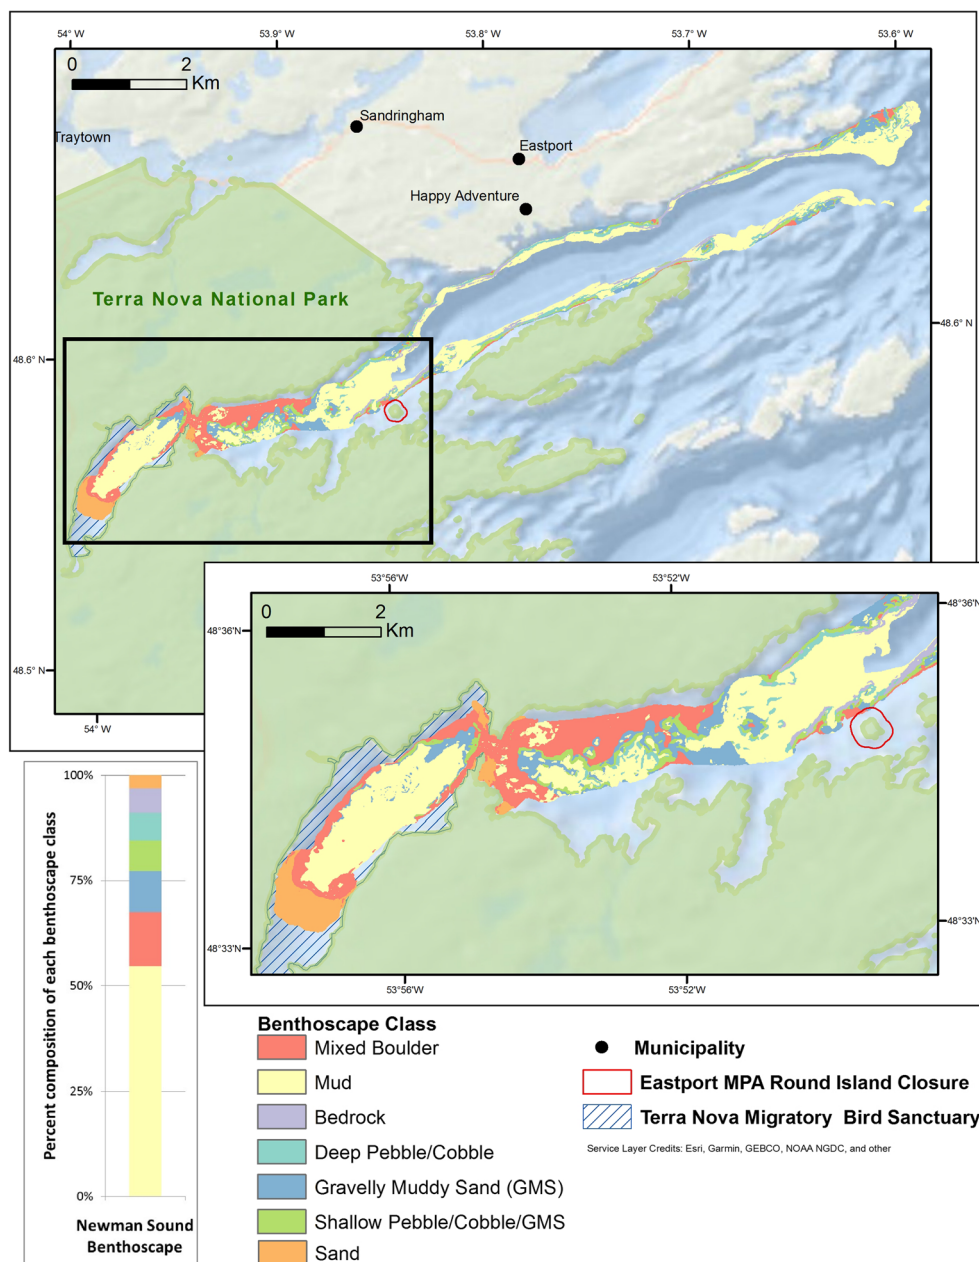 54° W
53.9° W
53.8° W
53.7° W
53.6° W
0 2
Km
Sandringham
Traytown
Eastport
Happy Adventure
Terra Nova National Park
48.6° N
48.6° N
48.5° N
54° W
53°56'W
53°52'W
0 2
Km
48°36'N
48°36'N
48°33'N
48°33'N
53°56'W
53°52'W
100%
75%
50%
25%
0%
Percent composition of each benthoscape class
Newman Sound
Benthoscape
Benthoscape Class
Mixed Boulder
Mud
Bedrock
Deep Pebble/Cobble
Gravelly Muddy Sand (GMS)
Shallow Pebble/Cobble/GMS
Sand
Municipality
Eastport MPA Round Island Closure
Terra Nova Migratory Bird Sanctuary
Service Layer Credits: Esri, Garmin, GEBCO, NOAA NGDC, and other